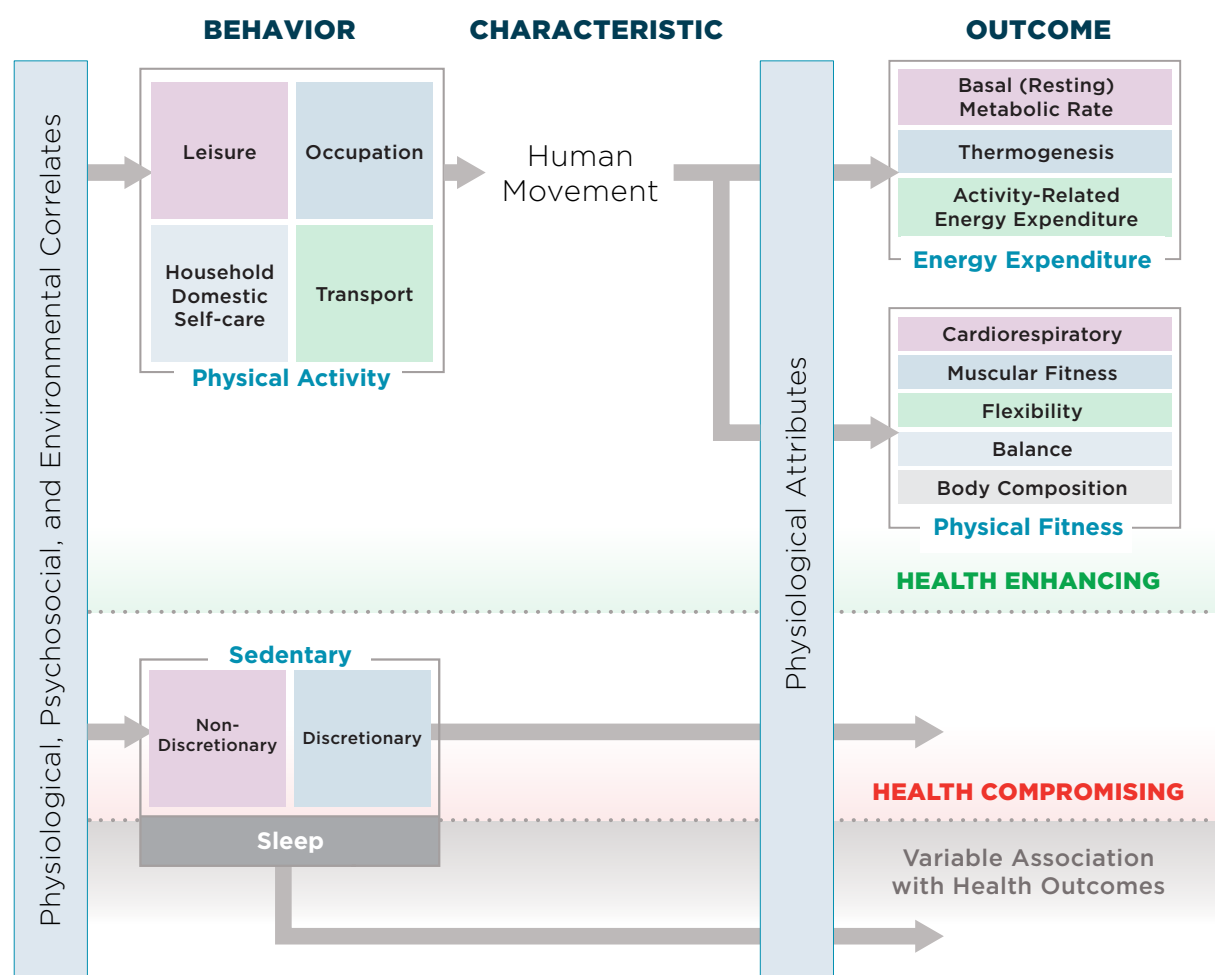 BEHAVIOR
CHARACTERISTIC
OUTCOME
Physiological, Psychosocial, and Environmental Correlates
Leisure
Occupation
Household
Domestic
Self-care
Transport
Physical Activity
Human
Movement
Physiological Attributes
Basal (Resting)
Metabolic Rate
Thermogenesis
Activity-Related
Energy Expenditure
Energy Expenditure
Cardiorespiratory
Muscular Fitness
Flexibility
Balance
Body Composition
Physical Fitness
HEALTH ENHANCING
Sedentary
Non-
Discretionary
Discretionary
HEALTH COMPROMISING
Sleep
Variable Association
with Health Outcomes